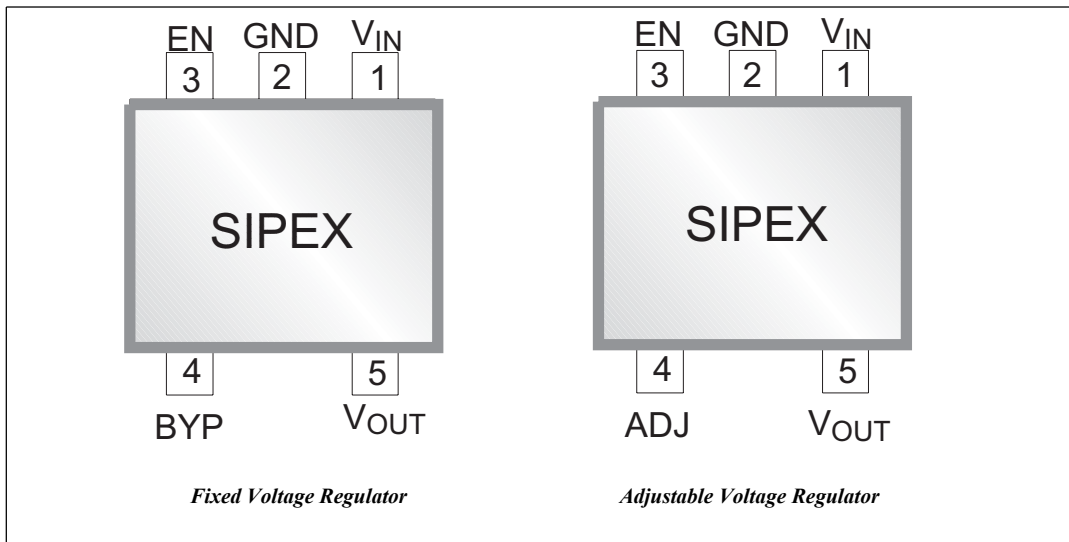 EN GND VIN
3 2 1
SIPEX
4 5
BYP VOUT
Fixed Voltage Regulator
EN GND VIN
3 2 1
SIPEX
4 5
ADJ VOUT
Adjustable Voltage Regulator